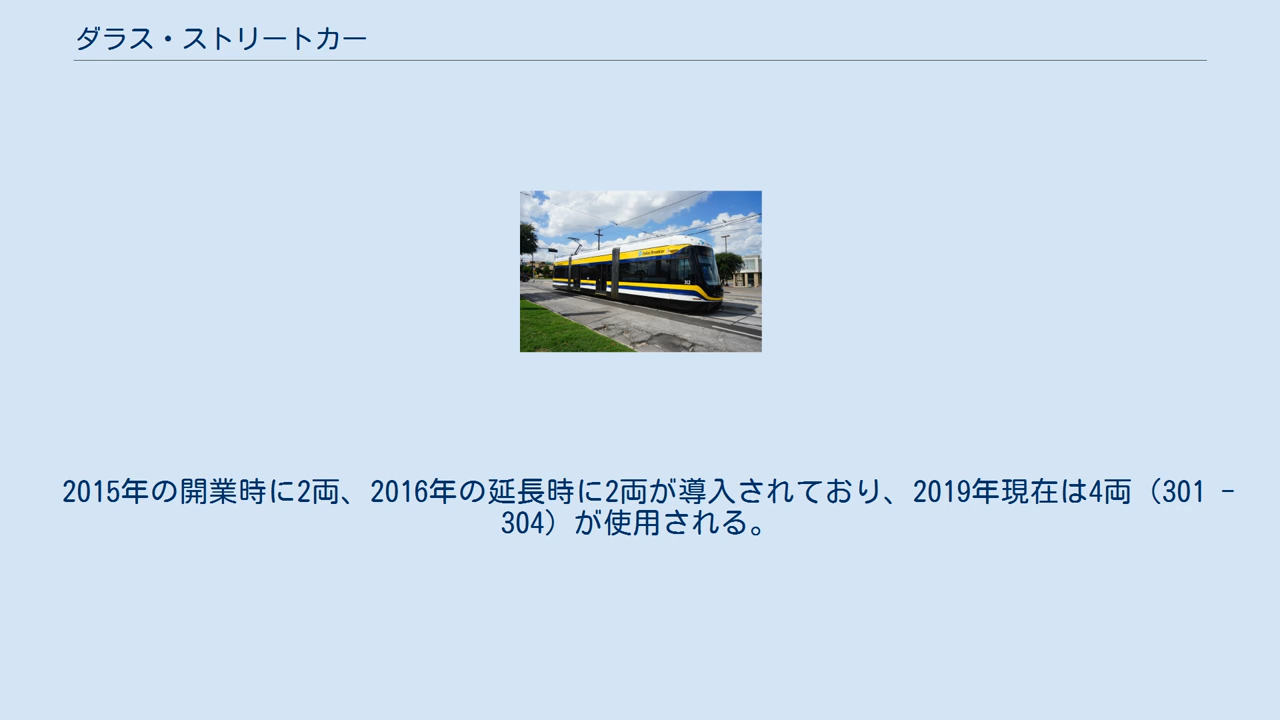 ダラス・ストリートカー
2015年の開業時に2両、2016年の延長時に2両が導入されており、2019年現在は4両（301 -
304）が使用される。